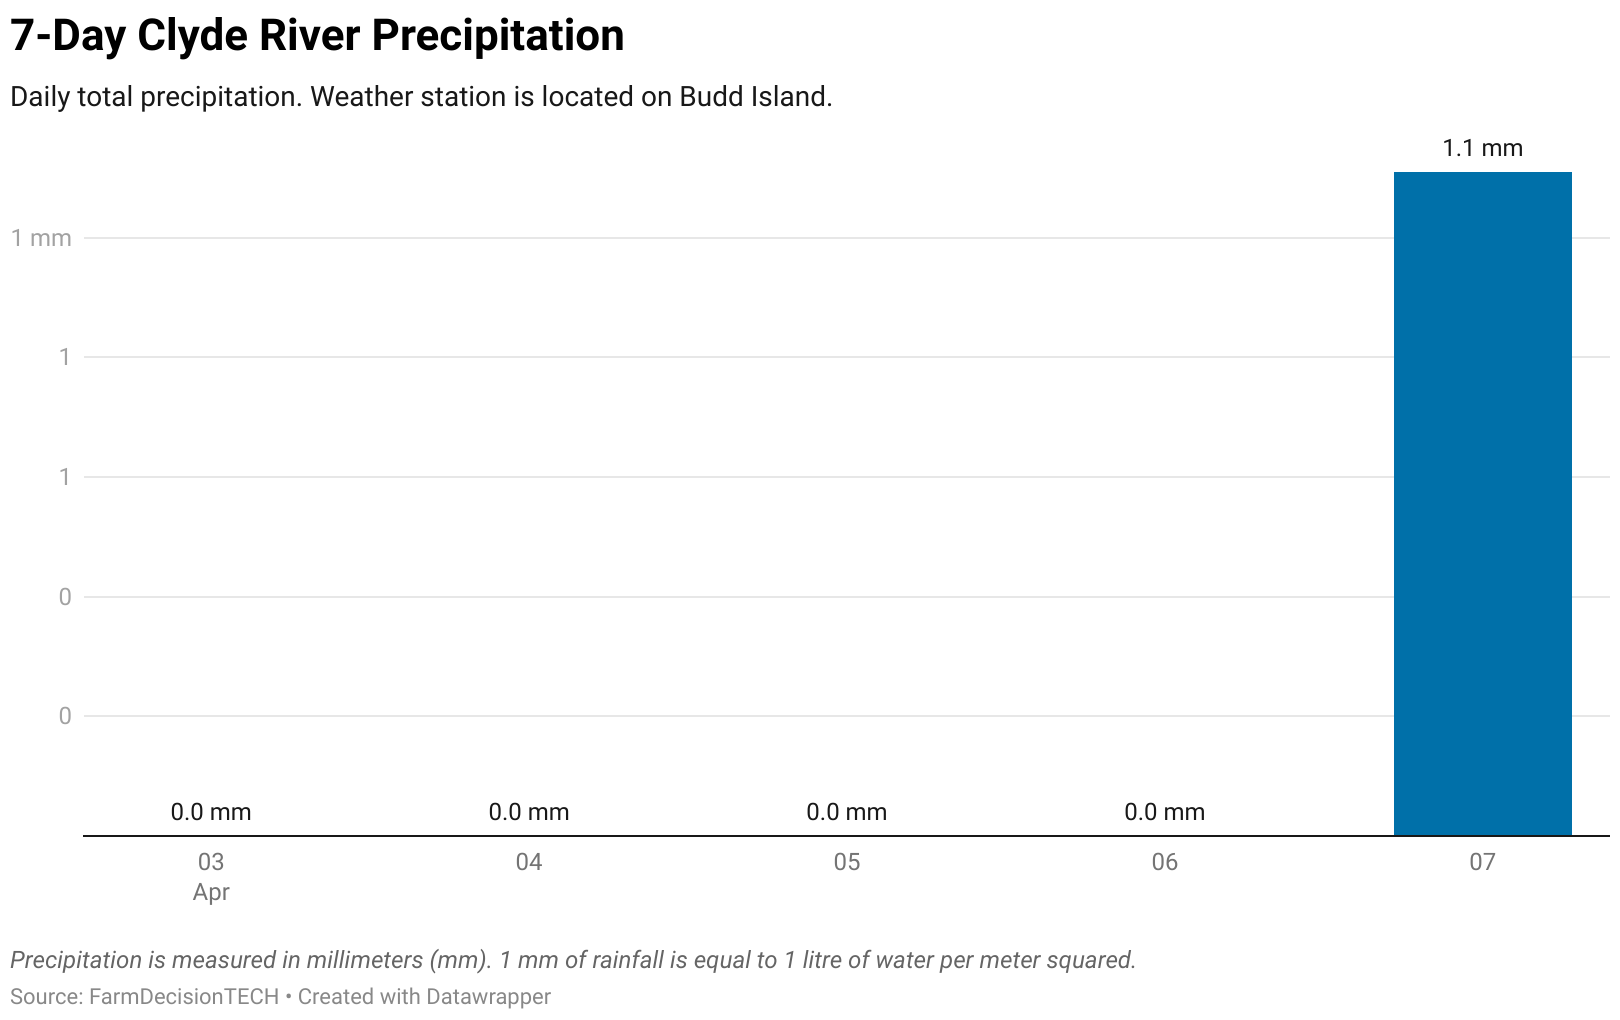 7-Day Clyde River Precipitation
Daily total precipitation. Weather station is located on Budd Island.
1.1 mm
1 mm
1
1
0
0
0.0 mm 0.0 mm 0.0 mm 0.0 mm
03 04 05 06 07
Apr
Precipitation is measured in millimeters (mm). 1 mm of rainfall is equal to 1 litre of water per meter squared.
Source: FarmDecisionTECH • Created with Datawrapper